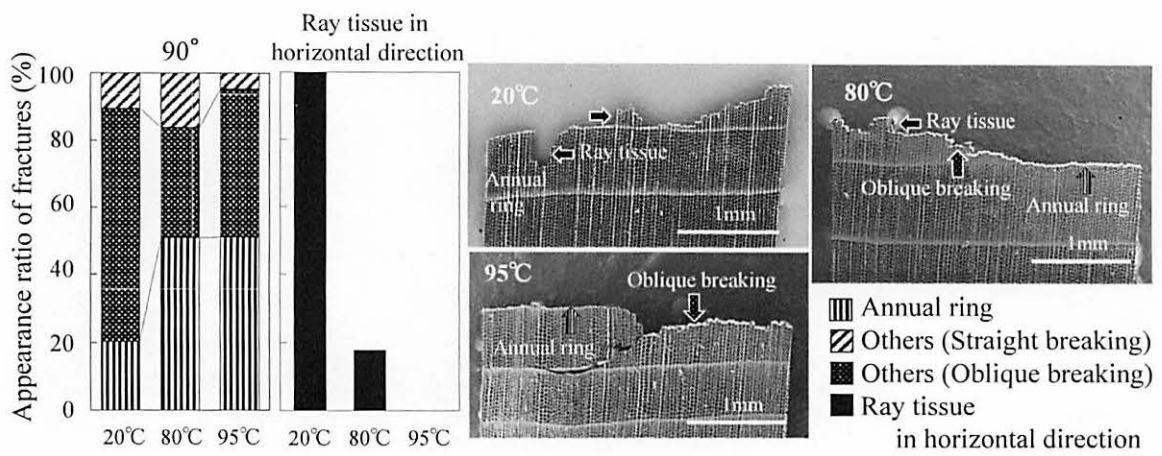 Appearance ratio of fractures (%)
90°
Ray tissue in
horizontal direction
100
80
60
40
20
0
20℃
80℃
95℃
20℃
80℃
95℃
20℃
Ray tissue
Annual
ring
1mm
80℃
Ray tissue
Oblique breaking
Annual ring
1mm
95℃
Oblique breaking
Annual ring
1mm
Annual ring
Others (Straight breaking)
Others (Oblique breaking)
Ray tissue
in horizontal direction